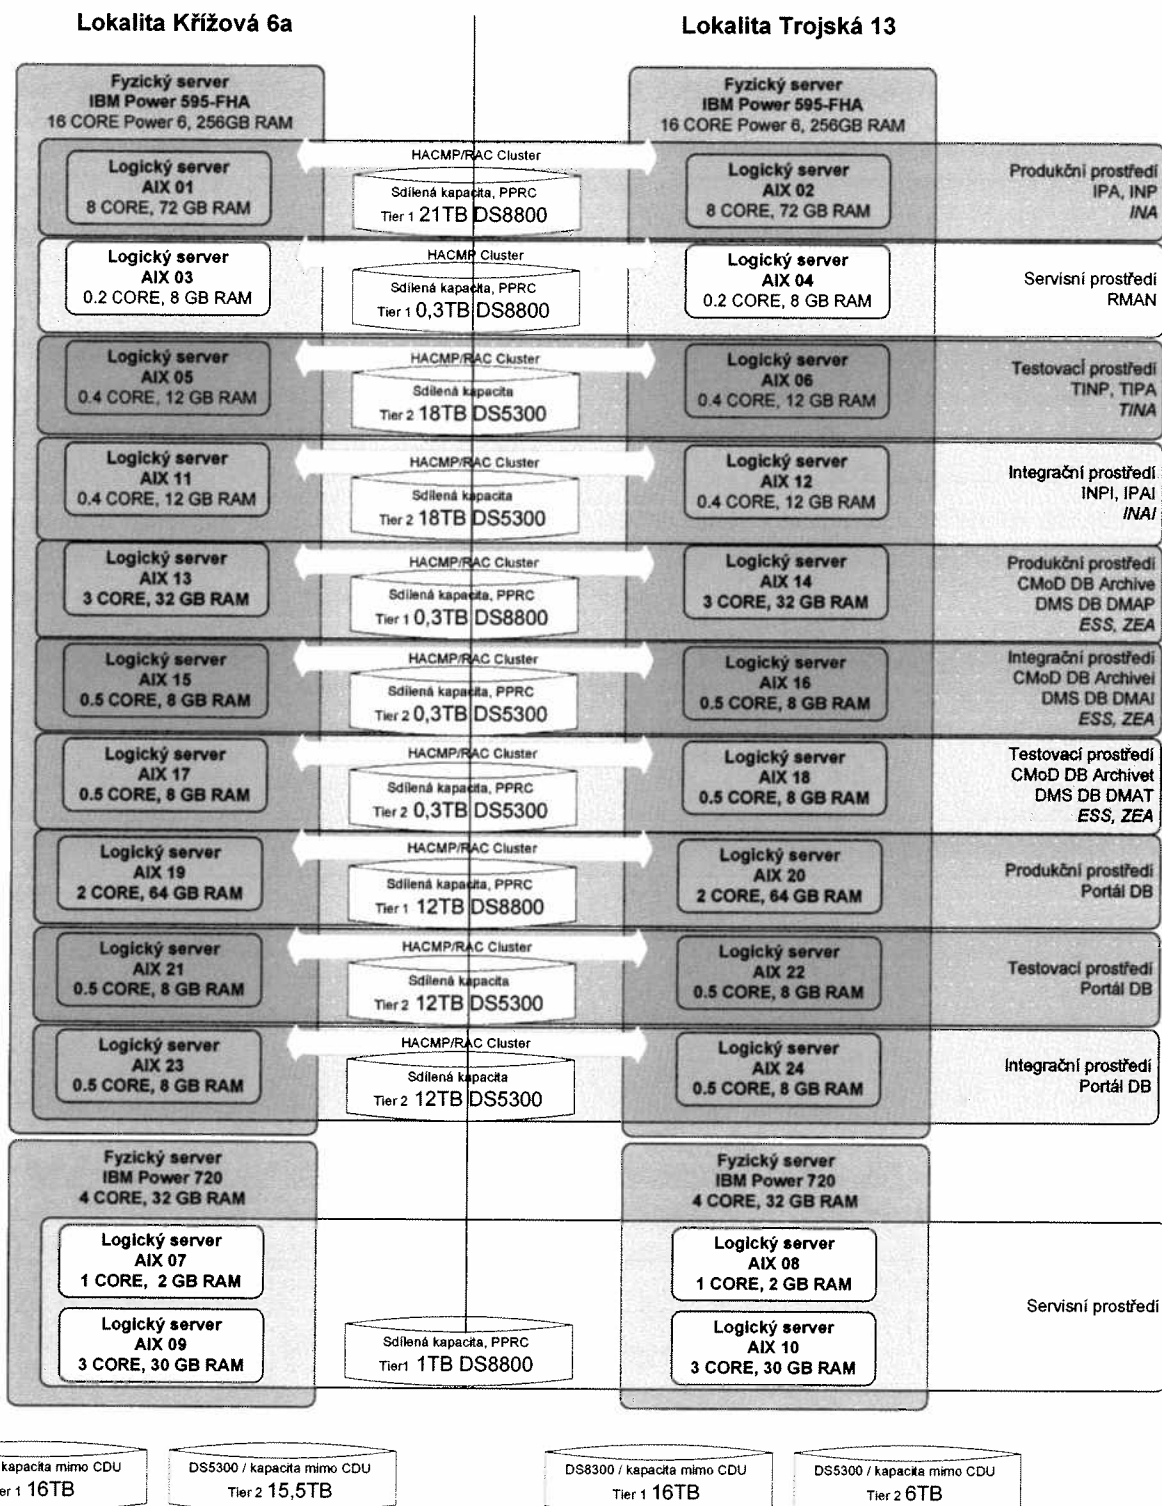 Lokalita Křížová 6a
Lokalita Trojská 13
Fyzický server
IBM Power 595-FHA
16 CORE Power 6, 256GB RAM
Fyzický server
IBM Power 595-FHA
16 CORE Power 6, 256GB RAM
Logický server
AIX 01
8 CORE, 72 GB RAM
HACMP/RAC Cluster
Sdílená kapacita, PPRC
Tier 1 21TB DS8800
Logický server
AIX 02
8 CORE, 72 GB RAM
Produkční prostředí
IPA, INP
INA
Logický server
AIX 03
0.2 CORE, 8 GB RAM
HACMP Cluster
Sdílená kapacita, PPRC
Tier 1 0,3TB DS8800
Logický server
AIX 04
0.2 CORE, 8 GB RAM
Servisní prostředí
RMAN
Logický server
AIX 05
0.4 CORE, 12 GB RAM
HACMP/RAC Cluster
Sdílená kapacita
Tier 2 18TB DS5300
Logický server
AIX 06
0.4 CORE, 12 GB RAM
Testovací prostředí
TINP, TIPA
TINA
Logický server
AIX 11
0.4 CORE, 12 GB RAM
HACMP/RAC Cluster
Sdílená kapacita
Tier 2 18TB DS5300
Logický server
AIX 12
0.4 CORE, 12 GB RAM
Integrační prostředí
INPI, IPAI
INAI
Logický server
AIX 13
3 CORE, 32 GB RAM
HACMP/RAC Cluster
Sdílená kapacita, PPRC
Tier 1 0,3TB DS8800
Logický server
AIX 14
3 CORE, 32 GB RAM
Produkční prostředí
CMoD DB Archive
DMS DB DMAP
ESS, ZEA
Logický server
AIX 15
0.5 CORE, 8 GB RAM
HACMP/RAC Cluster
Sdílená kapacita, PPRC
Tier 2 0,3TB DS5300
Logický server
AIX 16
0.5 CORE, 8 GB RAM
Integrační prostředí
CMoD DB Archivei
DMS DB DMAI
ESS, ZEA
Logický server
AIX 17
0.5 CORE, 8 GB RAM
HACMP/RAC Cluster
Sdílená kapacita, PPRC
Tier 2 0,3TB DS5300
Logický server
AIX 18
0.5 CORE, 8 GB RAM
Testovací prostředí
CMoD DB Archivet
DMS DB DMAT
ESS, ZEA
Logický server
AIX 19
2 CORE, 64 GB RAM
HACMP/RAC Cluster
Sdílená kapacita, PPRC
Tier 1 12TB DS8800
Logický server
AIX 20
2 CORE, 64 GB RAM
Produkční prostředí
Portál DB
Logický server
AIX 21
0.5 CORE, 8 GB RAM
HACMP/RAC Cluster
Sdílená kapacita
Tier 2 12TB DS5300
Logický server
AIX 22
0.5 CORE, 8 GB RAM
Testovací prostředí
Portál DB
Logický server
AIX 23
0.5 CORE, 8 GB RAM
HACMP/RAC Cluster
Sdílená kapacita
Tier 2 12TB DS5300
Logický server
AIX 24
0.5 CORE, 8 GB RAM
Integrační prostředí
Portál DB
Fyzický server
IBM Power 720
4 CORE, 32 GB RAM
Fyzický server
IBM Power 720
4 CORE, 32 GB RAM
Logický server
AIX 07
1 CORE, 2 GB RAM
Logický server
AIX 08
1 CORE, 2 GB RAM
Servisní prostředí
Logický server
AIX 09
3 CORE, 30 GB RAM
Sdílená kapacita, PPRC
Tier1 1TB DS8800
Logický server
AIX 10
3 CORE, 30 GB RAM
kapacita mimo CDU
1 16TB
DS5300 / kapacita mimo CDU
Tier 2 15,5TB
DS8300 / kapacita mimo CDU
Tier 1 16TB
DS5300 / kapacita mimo CDU
Tier 2 6TB